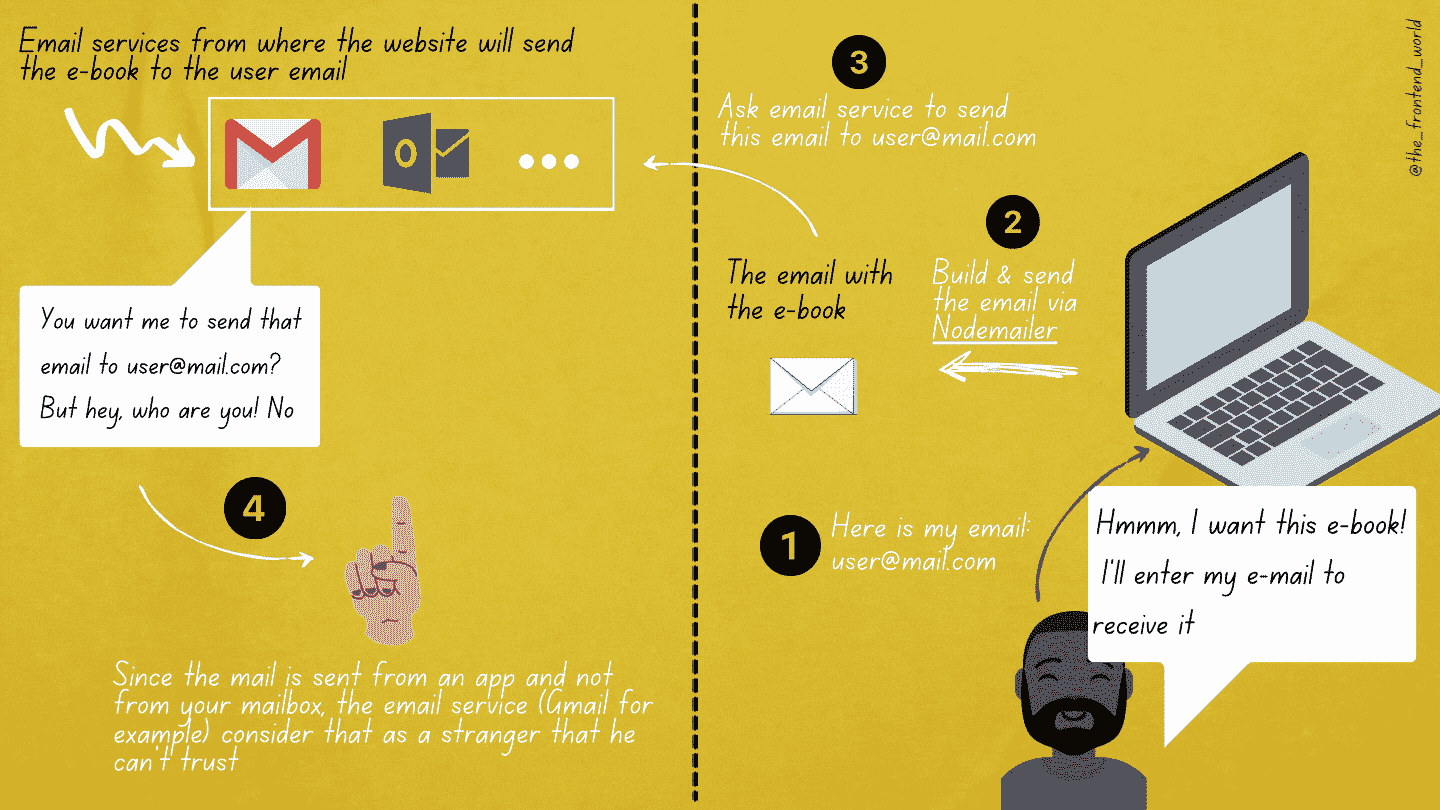 Email services from where the website will send
the e-book to the user email
O
You want me to send that
email to user@mail.com?
But hey, who are you! No
4
Since the mail is sent from an app and not
from your mailbox, the email service (Gmail for
example) consider that as a stranger that he
can't trust
3
Ask email service to send
this email to user@mail.com
2
Build & send
the email via
Nodemailer
The email with
the e-book
1
Here is my email:
user@mail.com
Hmmm, I want this e-book!
I'll enter my e-mail to
receive it
@the_frontend_world